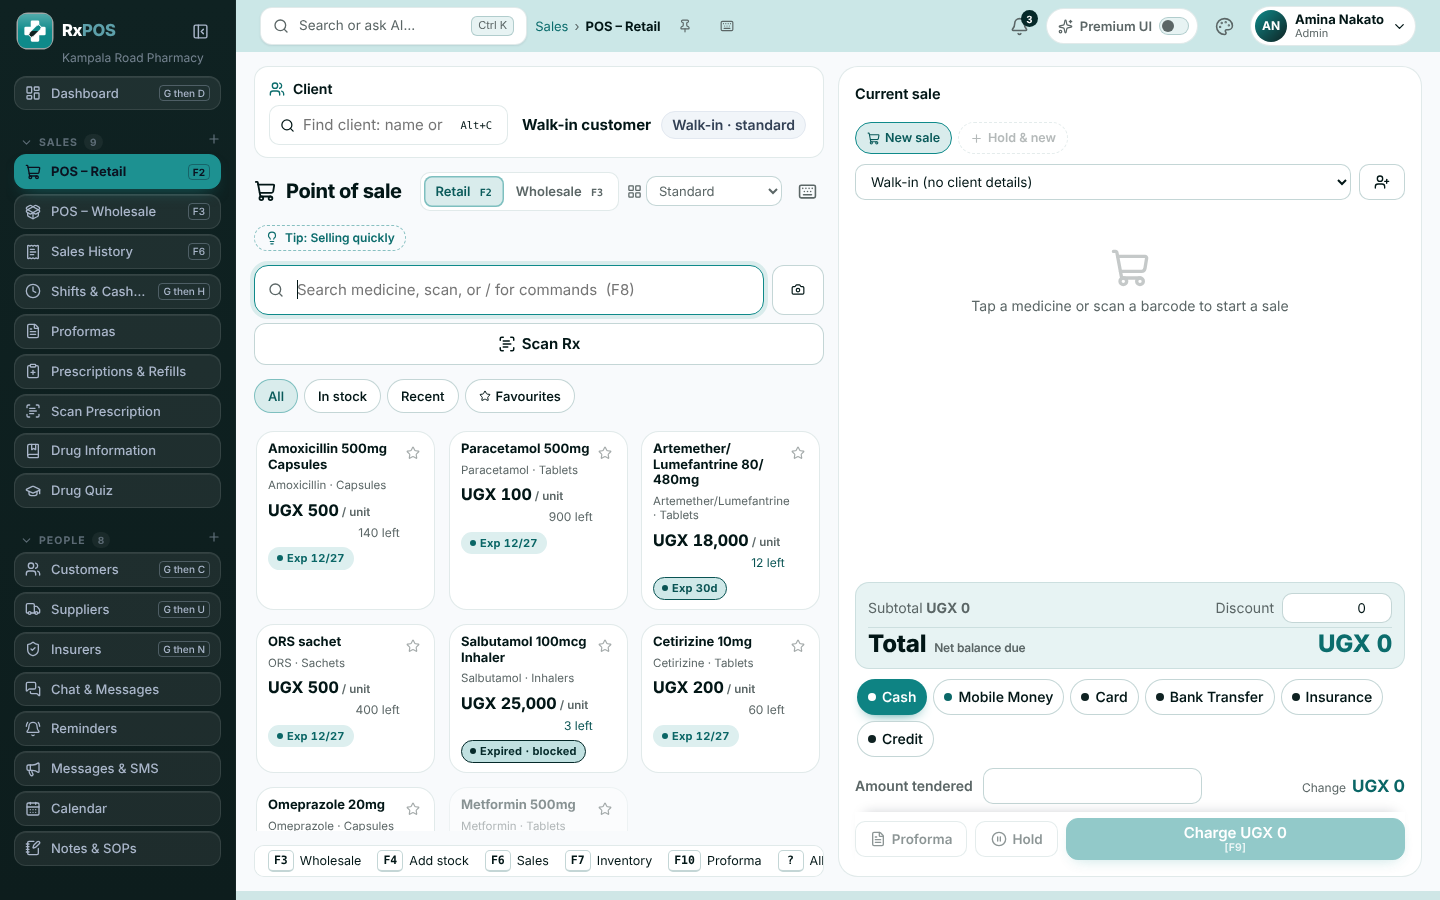 RxPOS
Kampala Road Pharmacy
Dashboard G then D
SALES 9
POS – Retail F2
POS – Wholesale F3
Sales History F6
Shifts & Cash... G then H
Proformas
Prescriptions & Refills
Scan Prescription
Drug Information
Drug Quiz
PEOPLE 8
Customers G then C
Suppliers G then U
Insurers G then N
Chat & Messages
Reminders
Messages & SMS
Calendar
Notes & SOPs
Search or ask AI... Ctrl K
Sales › POS – Retail
3
Premium UI
AN
Amina Nakato
Admin
Client
Find client: name or Alt+C
Walk-in customer
Walk-in · standard
Point of sale
Retail F2
Wholesale F3
Standard
Tip: Selling quickly
Search medicine, scan, or / for commands (F8)
Scan Rx
All
In stock
Recent
Favourites
Amoxicillin 500mg
Capsules
Amoxicillin · Capsules
UGX 500 / unit
140 left
Exp 12/27
Paracetamol 500mg
Paracetamol · Tablets
UGX 100 / unit
900 left
Exp 12/27
Artemether/
Lumefantrine 80/
480mg
Artemether/Lumefantrine
· Tablets
UGX 18,000 / unit
12 left
Exp 30d
ORS sachet
ORS · Sachets
UGX 500 / unit
400 left
Exp 12/27
Salbutamol 100mcg
Inhaler
Salbutamol · Inhalers
UGX 25,000 / unit
3 left
Expired · blocked
Cetirizine 10mg
Cetirizine · Tablets
UGX 200 / unit
60 left
Exp 12/27
Omeprazole 20mg
Omeprazole · Capsules
Metformin 500mg
Metformin · Tablets
F3 Wholesale
F4 Add stock
F6 Sales
F7 Inventory
F10 Proforma
? All
Current sale
New sale
Hold & new
Walk-in (no client details)
Tap a medicine or scan a barcode to start a sale
Subtotal UGX 0
Discount 0
Total Net balance due UGX 0
Cash
Mobile Money
Card
Bank Transfer
Insurance
Credit
Amount tendered
Change UGX 0
Proforma
Hold
Charge UGX 0
[F9]